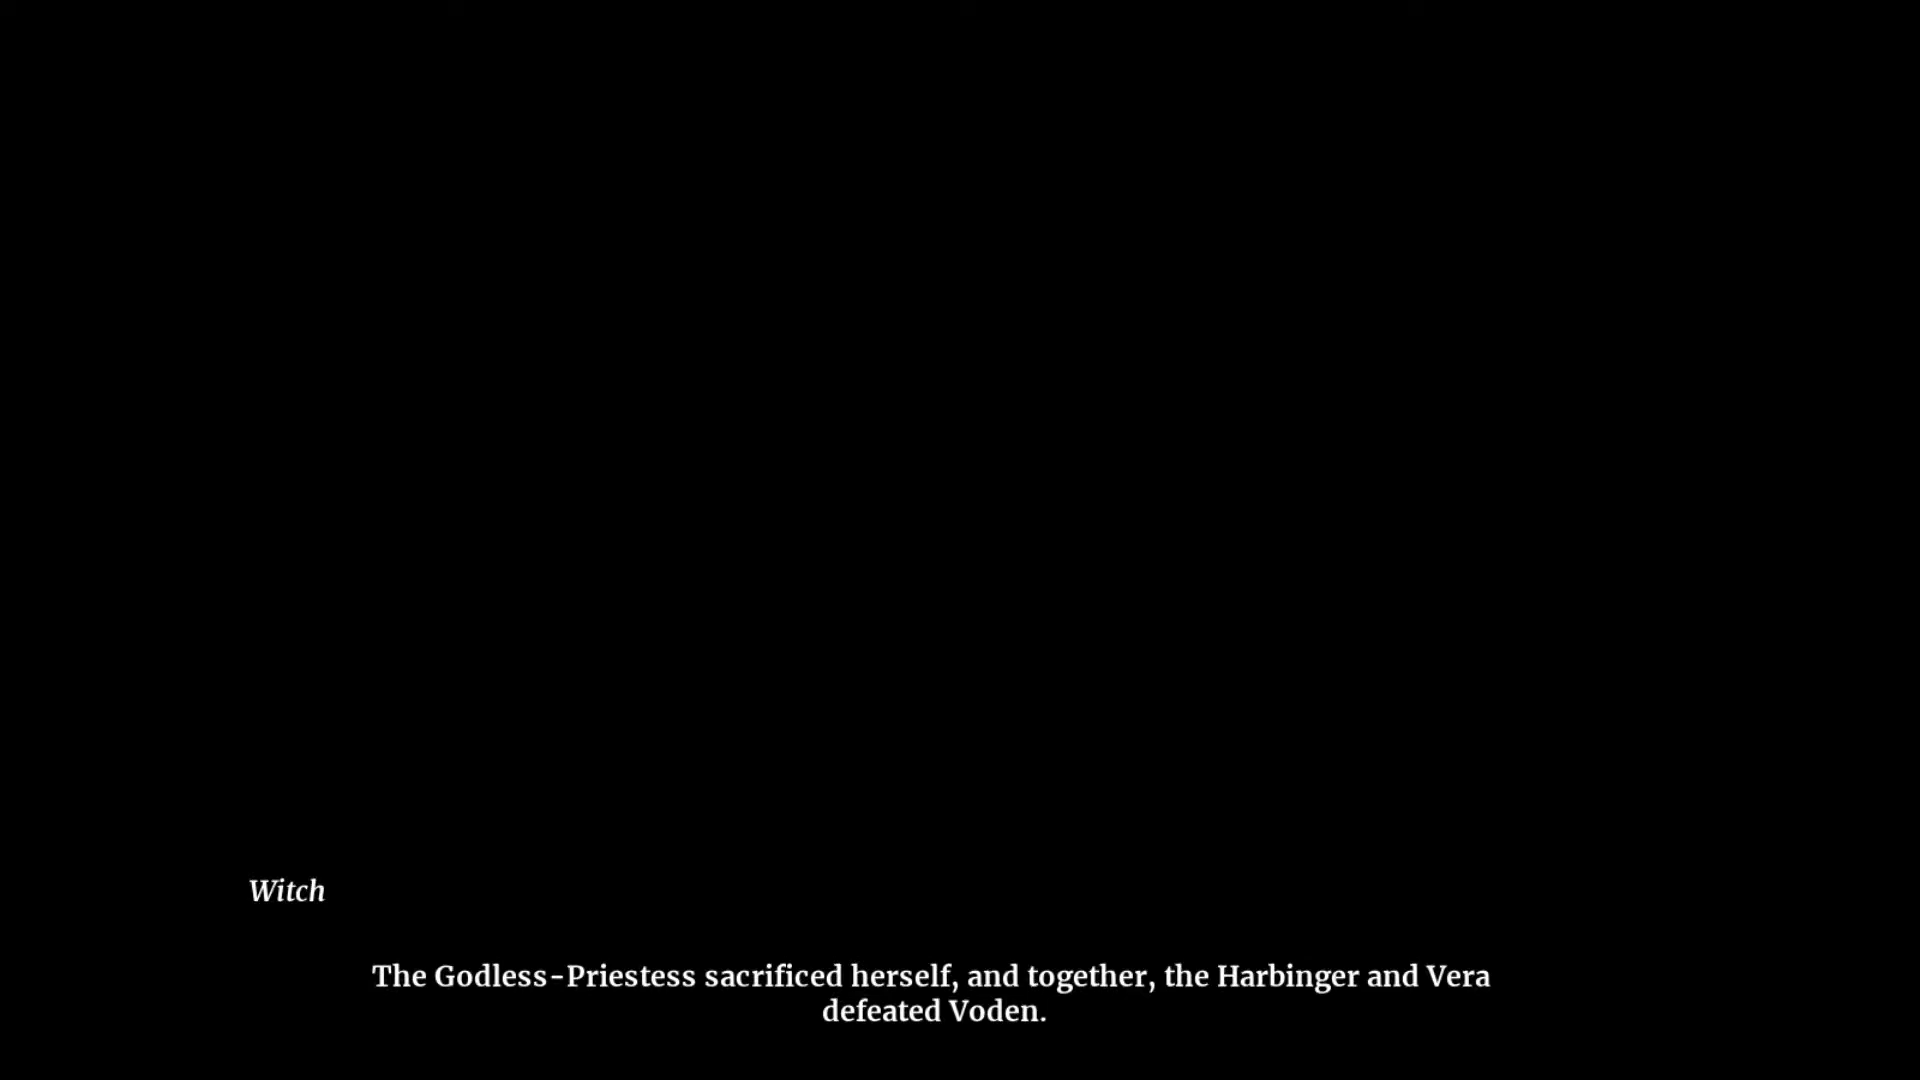 Witch
The Godless-Priestess sacrificed herself, and together, the Harbinger and Vera
defeated Voden.